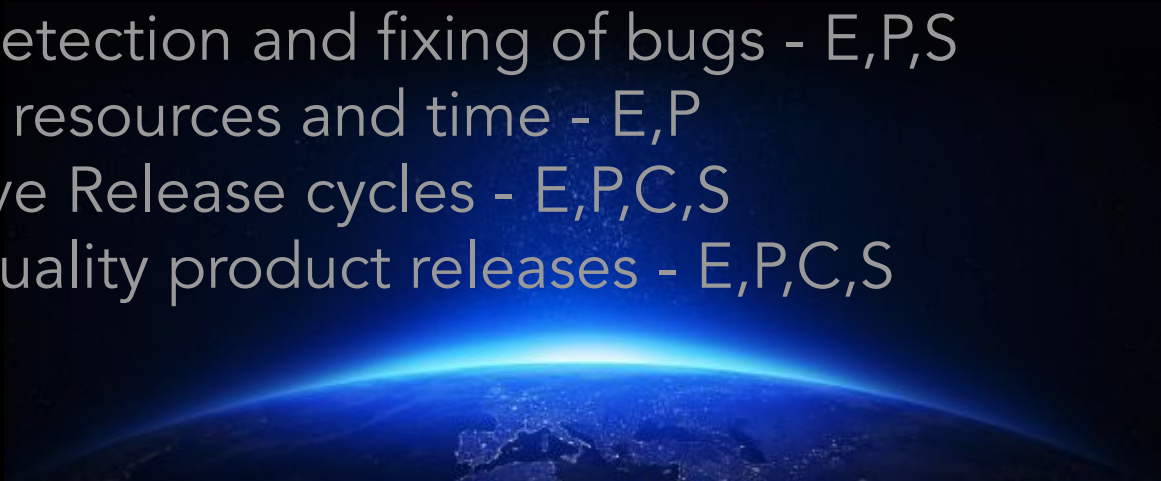 etection and fixing of bugs - E,P,S
resources and time - E,P
ve Release cycles - E,P,C,S
uality product releases - E,P,C,S